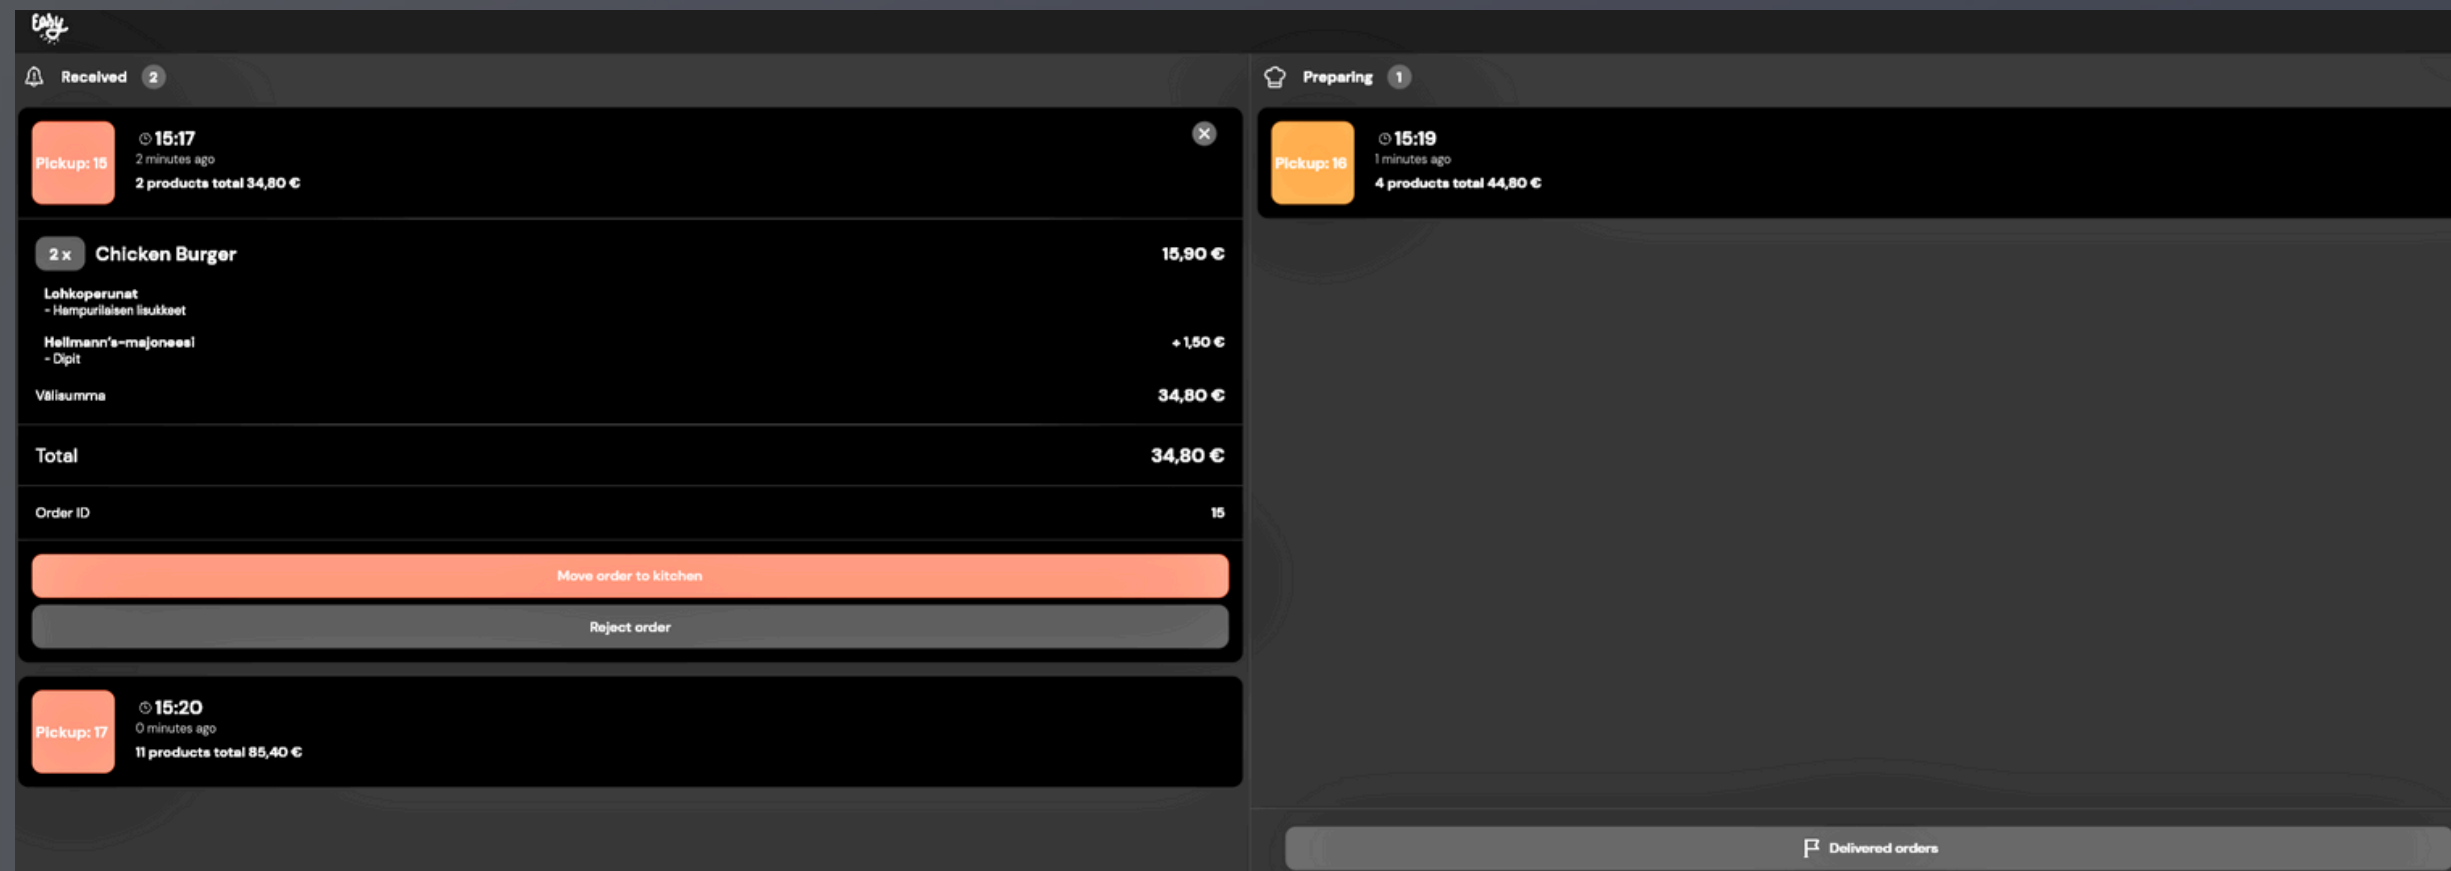 Easy
Received 2
Pickup: 15
15:17
2 minutes ago
2 products total 34,80 €
2 x Chicken Burger 15,90 €
Lohkoperunat
- Hampurilaisen lisukkeet
Hellmann's-majoneesi +1,50 €
- Dipit
Välisumma 34,80 €
Total 34,80 €
Order ID 15
Move order to kitchen
Reject order
Pickup: 17
15:20
0 minutes ago
11 products total 85,40 €
Preparing 1
Pickup: 16
15:19
1 minutes ago
4 products total 44,80 €
Delivered orders